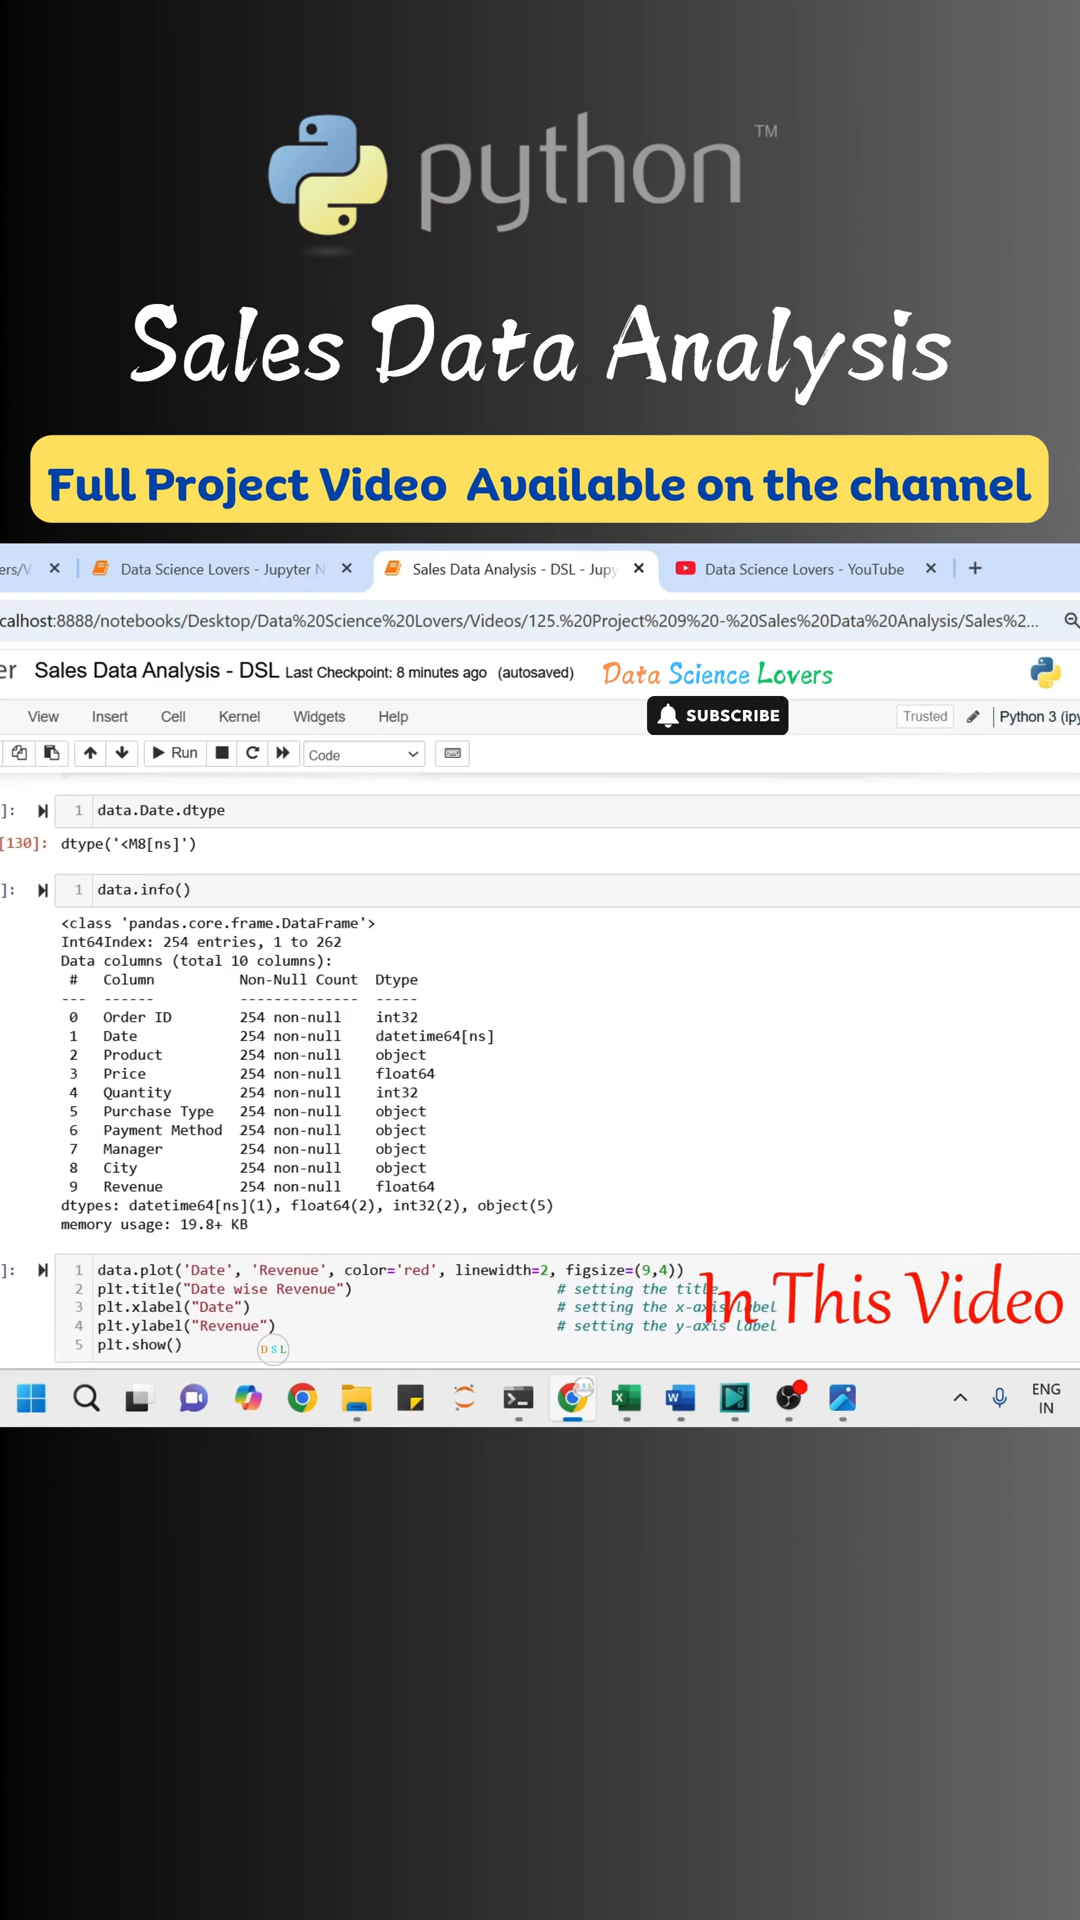 python™
Sales Data Analysis
Full Project Video Available on the channel
ers/V
Data Science Lovers - Jupyter N
Sales Data Analysis - DSL - Jupy
Data Science Lovers - YouTube
calhost:8888/notebooks/Desktop/Data%20Science%20Lovers/Videos/125.%20Project%209%20-%20Sales%20Data%20Analysis/Sales%2...
er Sales Data Analysis - DSL Last Checkpoint: 8 minutes ago (autosaved)
Data Science Lovers
SUBSCRIBE
View Insert Cell Kernel Widgets Help
Trusted
Python 3 (ipy
Run
Code
]: 1 data.Date.dtype
[130]: dtype('<M8[ns]')
]: 1 data.info()
<class 'pandas.core.frame.DataFrame'>
Int64Index: 254 entries, 1 to 262
Data columns (total 10 columns):
# Column Non-Null Count Dtype
--- ------ -------------- -----
0 Order ID 254 non-null int32
1 Date 254 non-null datetime64[ns]
2 Product 254 non-null object
3 Price 254 non-null float64
4 Quantity 254 non-null int32
5 Purchase Type 254 non-null object
6 Payment Method 254 non-null object
7 Manager 254 non-null object
8 City 254 non-null object
9 Revenue 254 non-null float64
dtypes: datetime64[ns](1), float64(2), int32(2), object(5)
memory usage: 19.8+ KB
]: 1 data.plot('Date', 'Revenue', color='red', linewidth=2, figsize=(9,4))
2 plt.title("Date wise Revenue") # setting the title
3 plt.xlabel("Date") # setting the x-axis label
4 plt.ylabel("Revenue") # setting the y-axis label
5 plt.show()
In This Video
DSL
ENG
IN